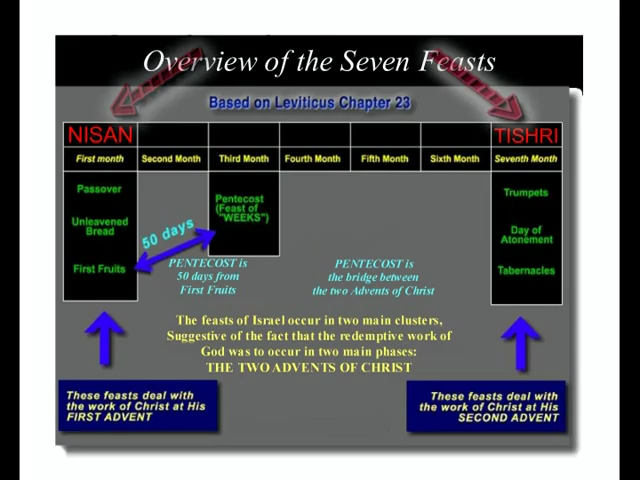 Overview of the Seven Feasts
Based on Leviticus Chapter 23
NISAN
TISHRI
First month
Second Month
Third Month
Fourth Month
Fifth Month
Sixth Month
Seventh Month
Passover
Unleavened
Bread
First Fruits
50 days
Pentecost
(Feast of
"WEEKS")
Trumpets
Day of
Atonement
Tabernacles
PENTECOST is
50 days from
First Fruits
PENTECOST is
the bridge between
the two Advents of Christ
The feasts of Israel occur in two main clusters,
Suggestive of the fact that the redemptive work of
God was to occur in two main phases:
THE TWO ADVENTS OF CHRIST
These feasts deal with
the work of Christ at His
FIRST ADVENT
These feasts deal with
the work of Christ at His
SECOND ADVENT